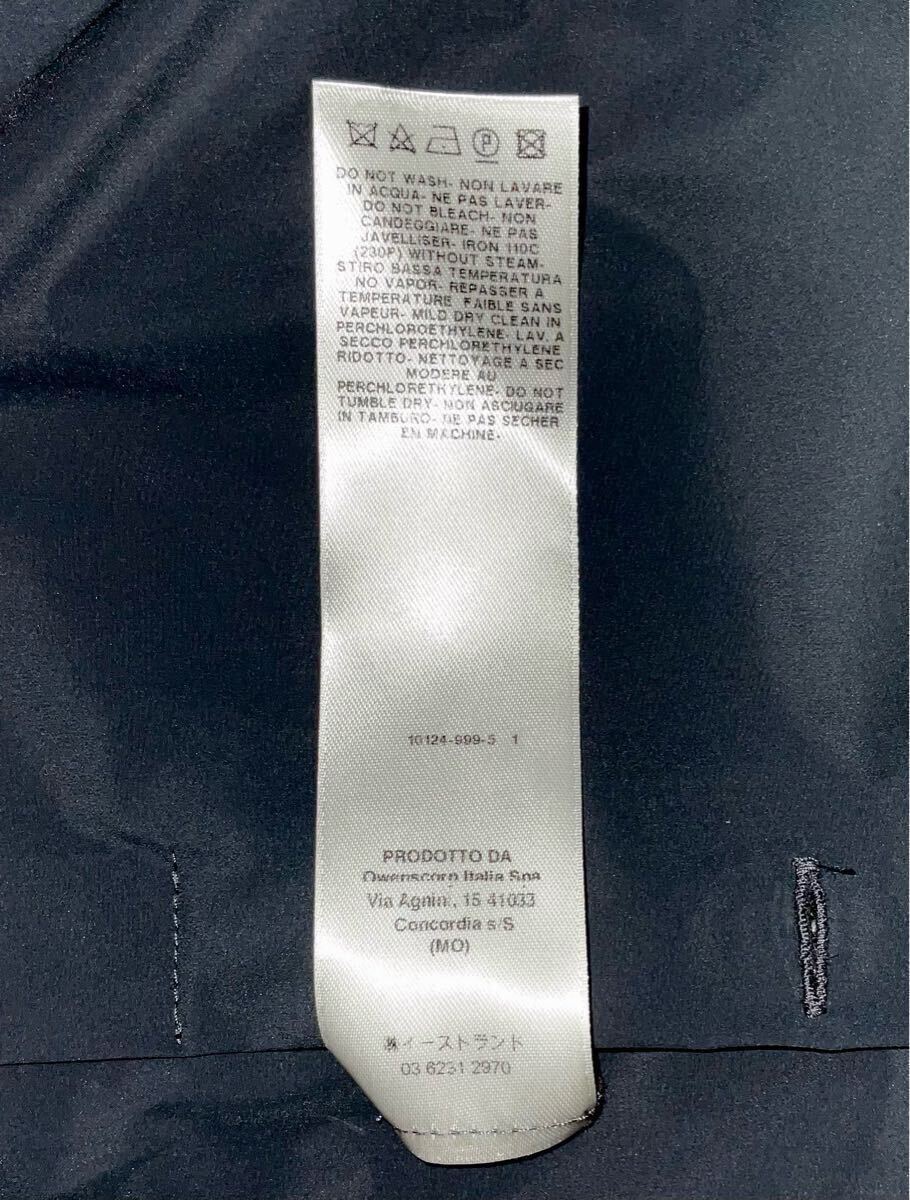 P
DO NOT WASH- NON LAVARE
IN ACQUA- NE PAS LAVER-
DO NOT BLEACH- NON
CANDEGGIARE- NE PAS
JAVELLISER- IRON 110C
(230F) WITHOUT STEAM-
STIRO BASSA TEMPERATURA
NO VAPOR- REPASSER A
TEMPERATURE FAIBLE SANS
VAPEUR- MILD DRY CLEAN IN
PERCHLOROETHYLENE- LAV. A
SECCO PERCHLORETHYLENE
RIDOTTO- NETTOYAGE A SEC
MODERE AU
PERCHLORETHYLENE- DO NOT
TUMBLE DRY- NON ASCIUGARE
IN TAMBURO- NE PAS SECHER
EN MACHINE-
10124-999-5 1
PRODOTTO DA
Owenscorp Italia Spa
Via Agnini, 15 41033
Concordia s/S
(MO)
㈱イーストランド
03 6231 2970